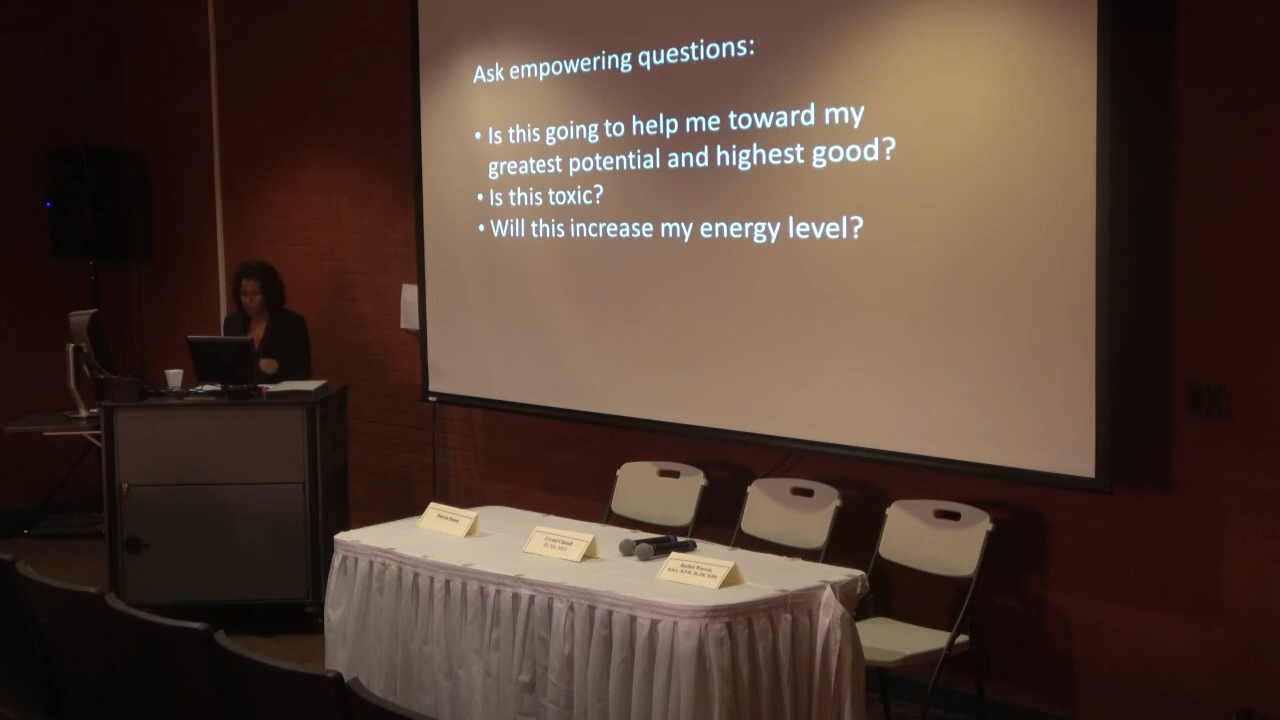 Ask empowering questions:
• Is this going to help me toward my
greatest potential and highest good?
• Is this toxic?
• Will this increase my energy level?